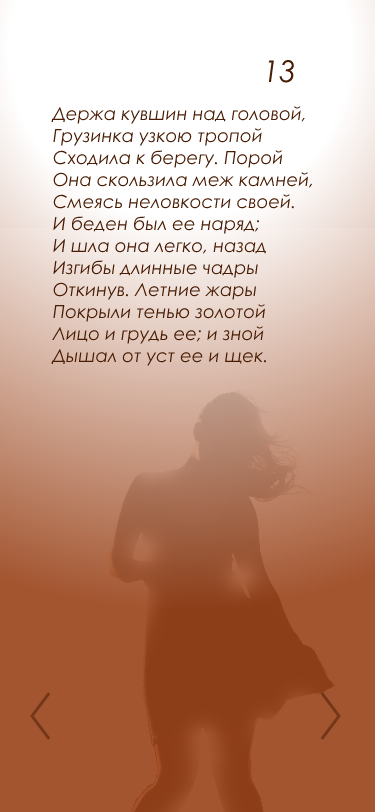 13
Держа кувшин над головой,
Грузинка узкою тропой
Сходила к берегу. Порой
Она скользила меж камней,
Смеясь неловкости своей.
И беден был ее наряд;
И шла она легко, назад
Изгибы длинные чадры
Откинув. Летние жары
Покрыли тенью золотой
Лицо и грудь ее; и зной
Дышал от уст ее и щек.